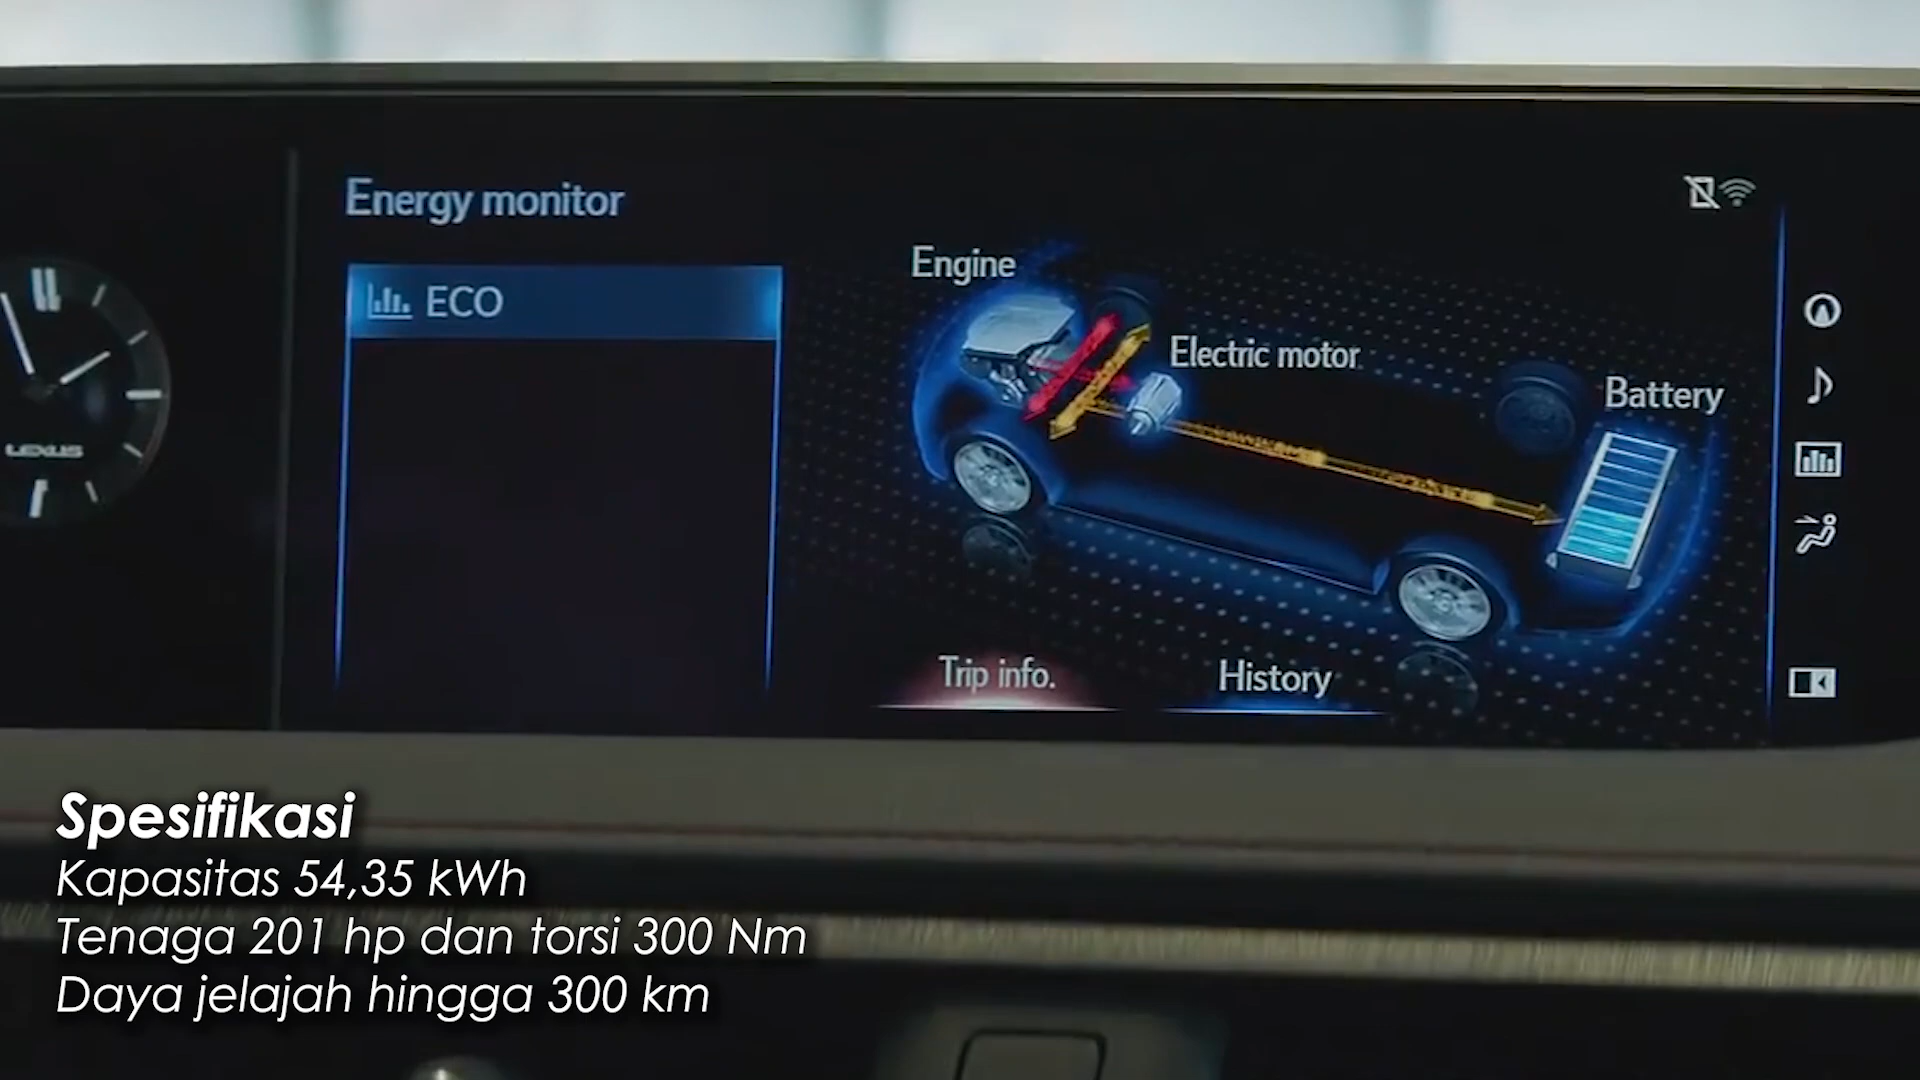 Energy monitor
ECO
LEXUS
Engine
Electric motor
Battery
Trip info.
History
Spesifikasi
Kapasitas 54,35 kWh
Tenaga 201 hp dan torsi 300 Nm
Daya jelajah hingga 300 km